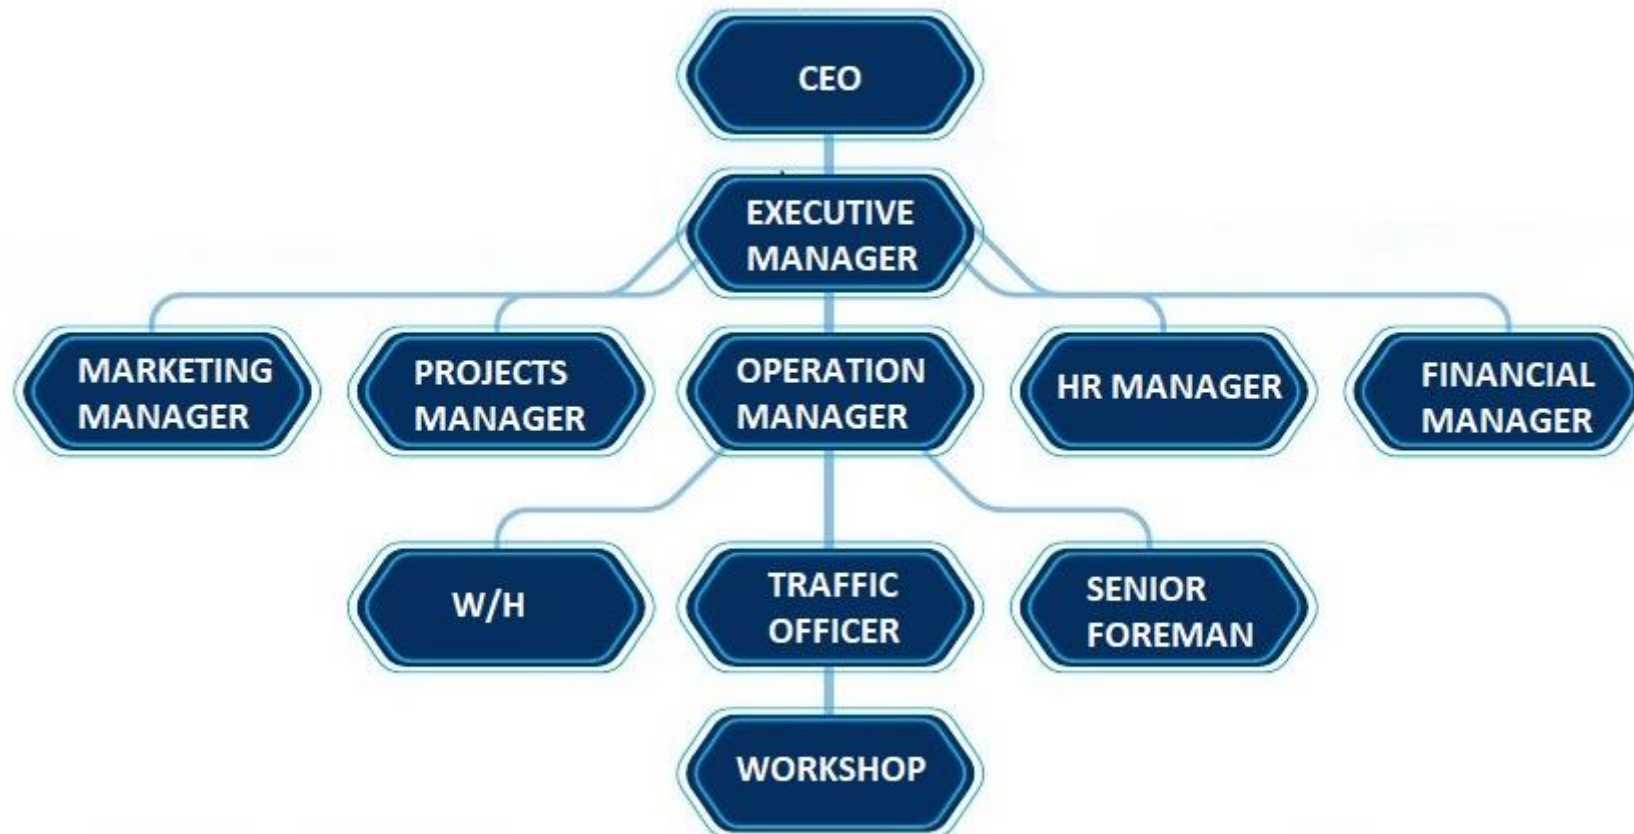 CEO
EXECUTIVE
MANAGER
MARKETING
MANAGER
PROJECTS
MANAGER
OPERATION
MANAGER
HR MANAGER
FINANCIAL
MANAGER
W/H
TRAFFIC
OFFICER
SENIOR
FOREMAN
WORKSHOP